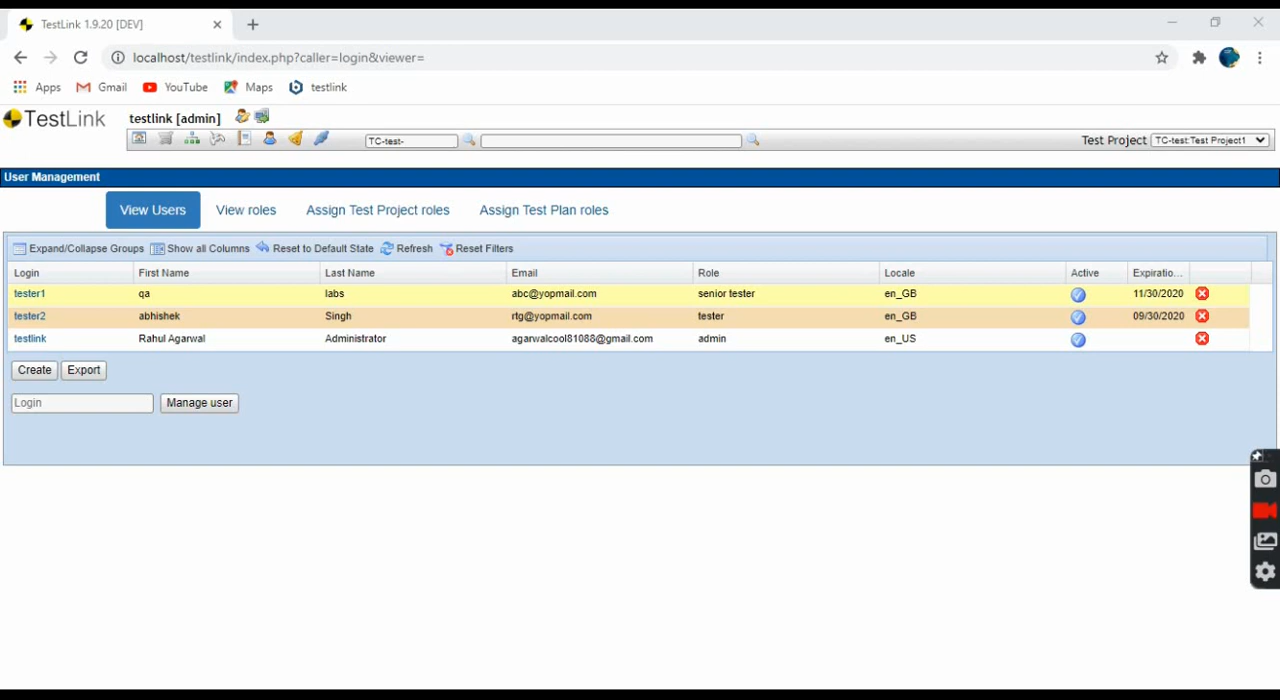 TestLink 1.9.20 [DEV]
localhost/testlink/index.php?caller=login&viewer=
Apps Gmail YouTube Maps testlink
TestLink testlink [admin]
TC-test- Test Project TC-test:Test Project1
User Management
View Users View roles Assign Test Project roles Assign Test Plan roles
Expand/Collapse Groups Show all Columns Reset to Default State Refresh Reset Filters
Login First Name Last Name Email Role Locale Active Expiratio...
tester1 qa labs abc@yopmail.com senior tester en_GB 11/30/2020
tester2 abhishek Singh rtg@yopmail.com tester en_GB 09/30/2020
testlink Rahul Agarwal Administrator agarwalcool81088@gmail.com admin en_US
Create Export
Login Manage user